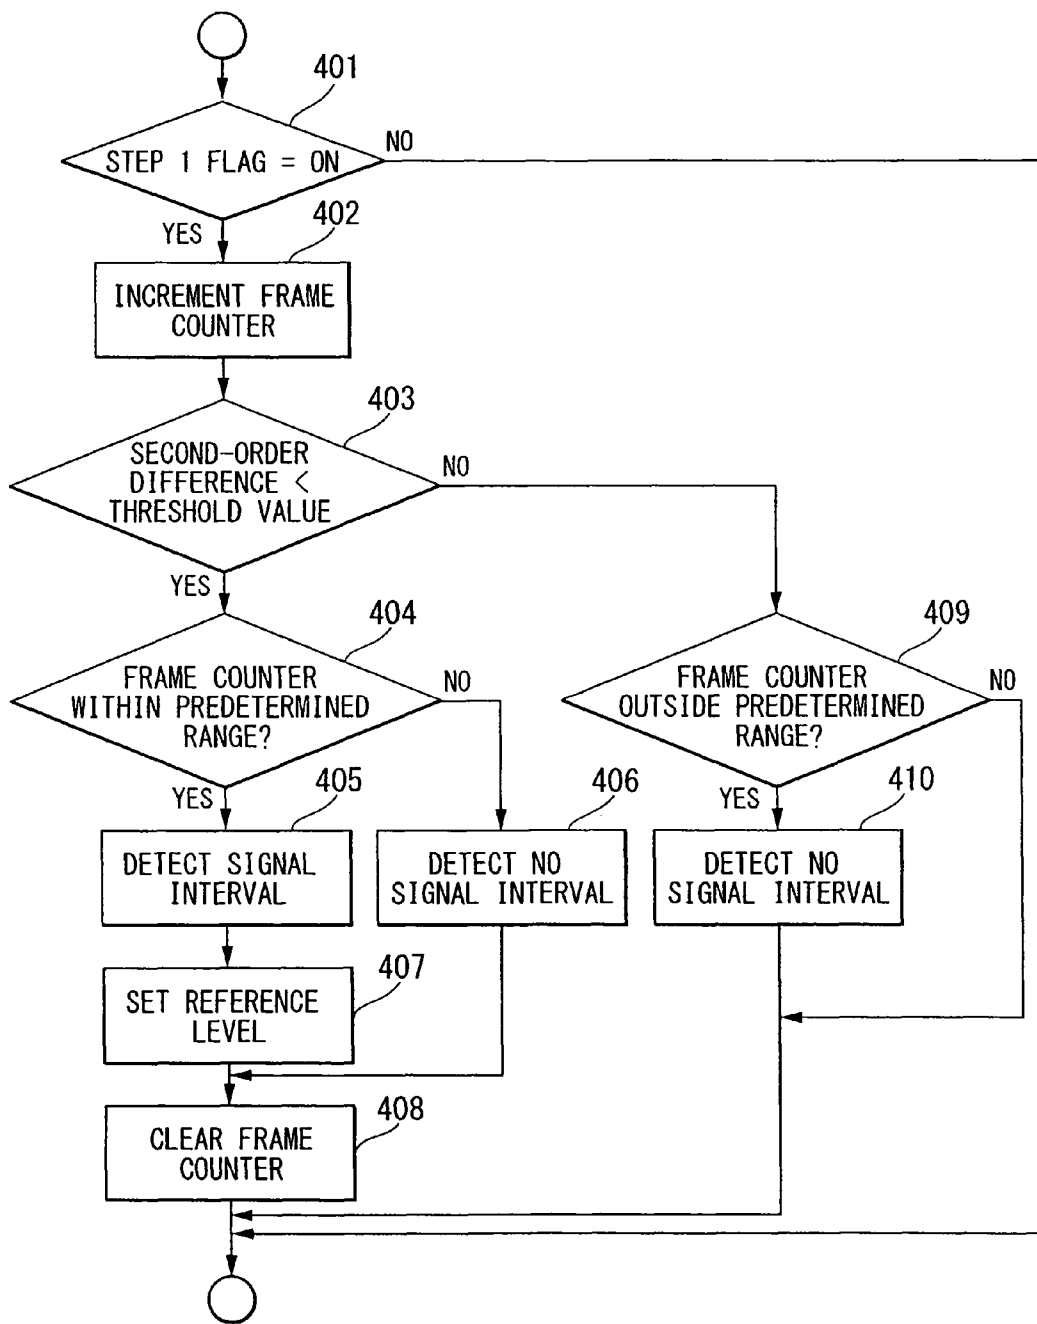 401
STEP 1 FLAG = ON
NO
YES
402
INCREMENT FRAME
COUNTER
403
SECOND-ORDER
DIFFERENCE <
THRESHOLD VALUE
NO
YES
404
FRAME COUNTER
WITHIN PREDETERMINED
RANGE?
NO
YES
409
FRAME COUNTER
OUTSIDE PREDETERMINED
RANGE?
NO
YES
405
DETECT SIGNAL
INTERVAL
406
DETECT NO
SIGNAL INTERVAL
410
DETECT NO
SIGNAL INTERVAL
407
SET REFERENCE
LEVEL
408
CLEAR FRAME
COUNTER